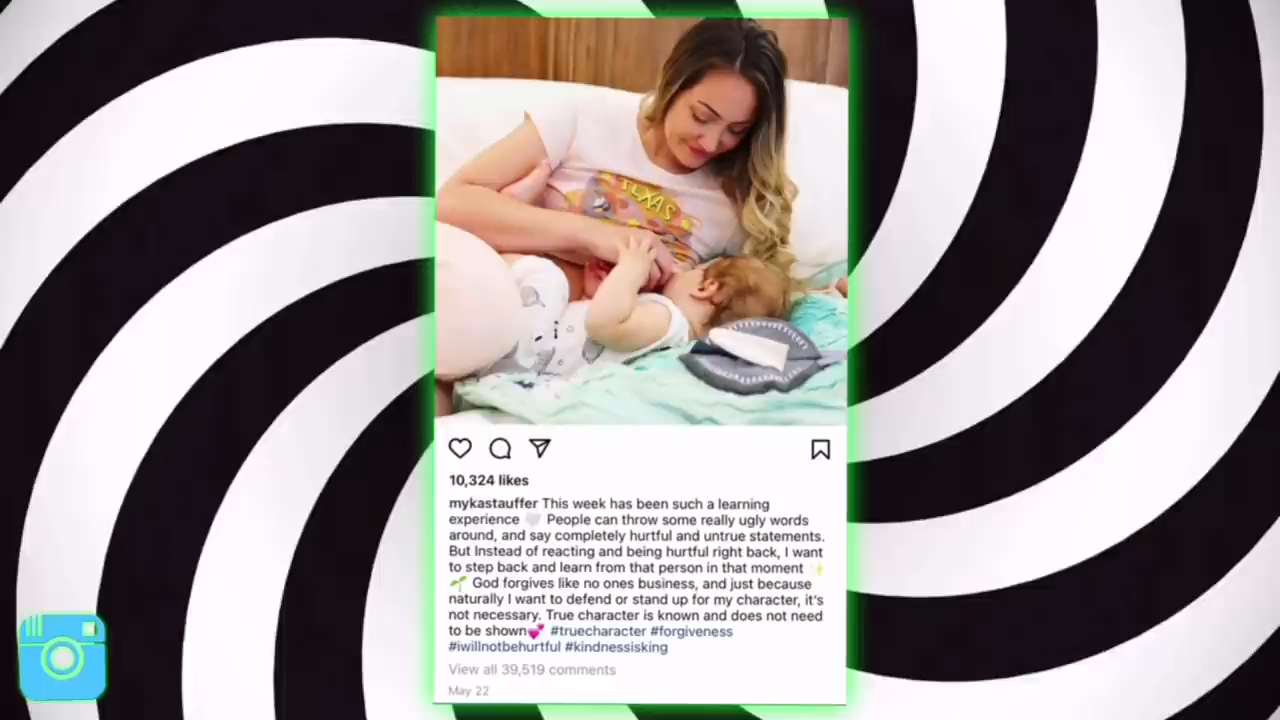 TEXAS
10,324 likes
mykastauffer This week has been such a learning
experience 🤍 People can throw some really ugly words
around, and say completely hurtful and untrue statements.
But Instead of reacting and being hurtful right back, I want
to step back and learn from that person in that moment ✨
🌱 God forgives like no ones business, and just because
naturally I want to defend or stand up for my character, it's
not necessary. True character is known and does not need
to be shown💕 #truecharacter #forgiveness
#iwillnotbehurtful #kindnessisking
View all 39,519 comments
May 22